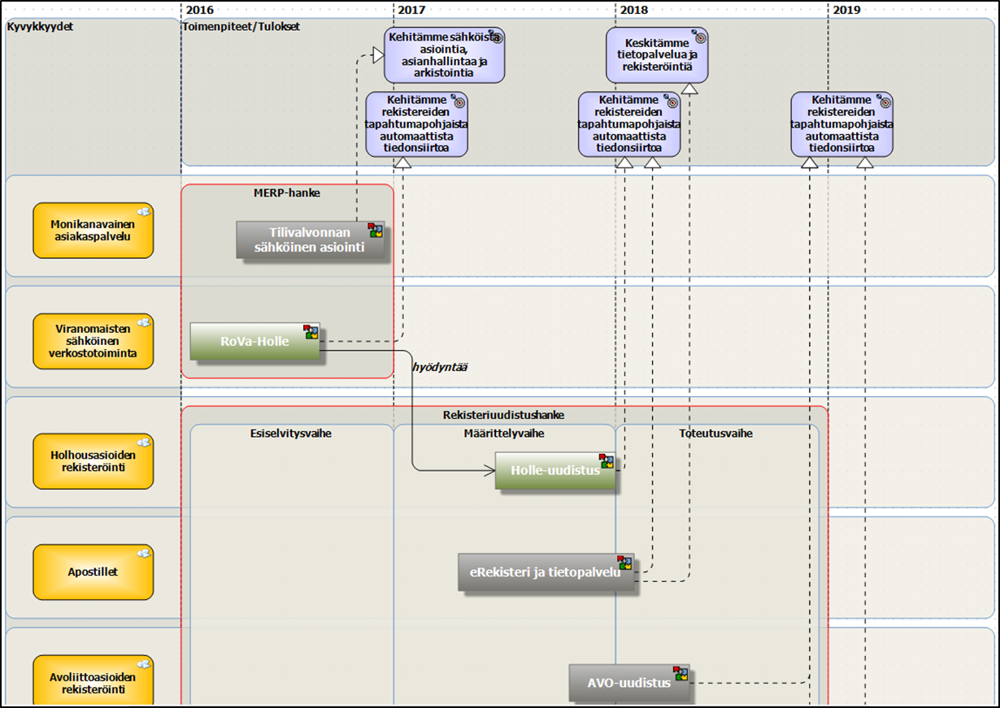 2016
2017
2018
2019
Kyvykkyydet
Toimenpiteet/Tulokset
Kehitämme sähköistä
asiointia,
asianhallintaa ja
arkistointia
Keskitämme
tietopalvelua ja
rekisteröintiä
Kehitämme
rekistereiden
tapahtumapohjaista
automaattista
tiedonsiirtoa
Kehitämme
rekistereiden
tapahtumapohjaista
automaattista
tiedonsiirtoa
Kehitämme
rekistereiden
tapahtumapohjaista
automaattista
tiedonsiirtoa
MERP-hanke
Monikanavainen
asiakaspalvelu
Tilivalvonnan
sähköinen asiointi
Viranomaisten
sähköinen
verkostotoiminta
RoVa-Holle
hyödyntää
Rekisteriuudistushanke
Esiselvitysvaihe
Määrittelyvaihe
Toteutusvaihe
Holhousasioiden
rekisteröinti
Holle-uudistus
Apostillet
eRekisteri ja tietopalvelu
Avoliittoasioiden
rekisteröinti
AVO-uudistus